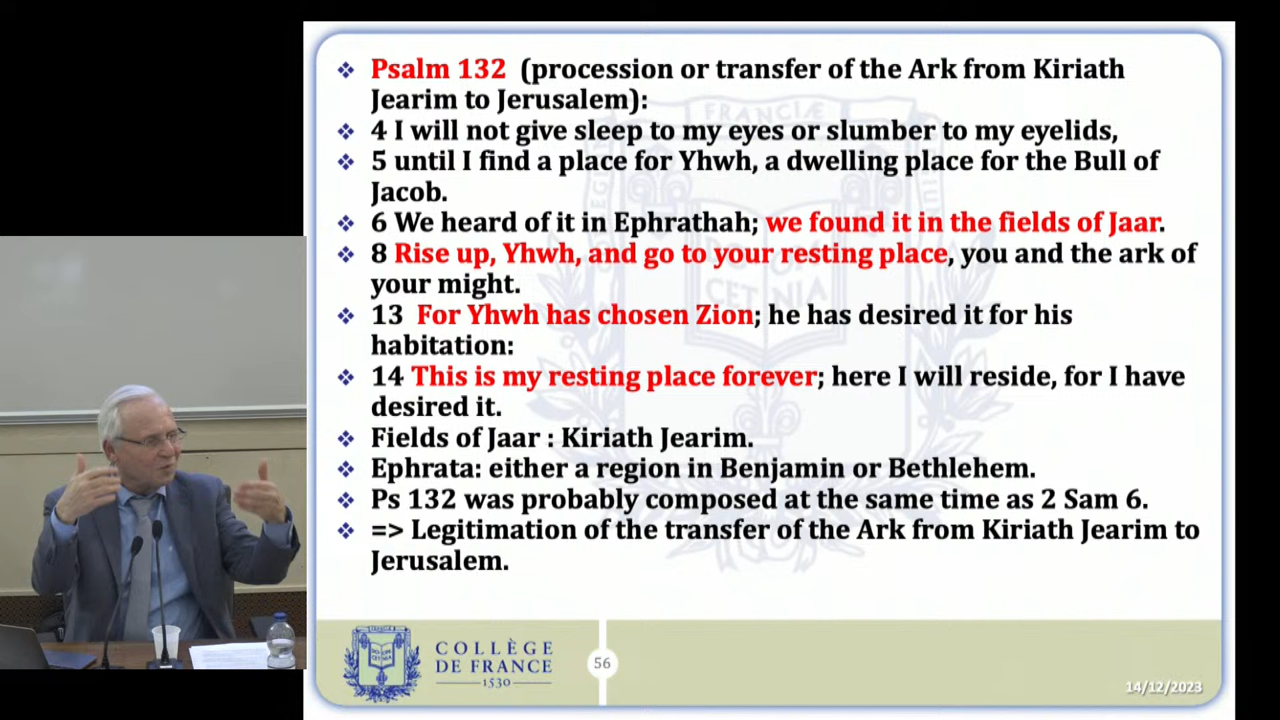 ❖ Psalm 132 (procession or transfer of the Ark from Kiriath
Jearim to Jerusalem):
❖ 4 I will not give sleep to my eyes or slumber to my eyelids,
❖ 5 until I find a place for Yhwh, a dwelling place for the Bull of
Jacob.
❖ 6 We heard of it in Ephrathah; we found it in the fields of Jaar.
❖ 8 Rise up, Yhwh, and go to your resting place, you and the ark of
your might.
❖ 13 For Yhwh has chosen Zion; he has desired it for his
habitation:
❖ 14 This is my resting place forever; here I will reside, for I have
desired it.
❖ Fields of Jaar : Kiriath Jearim.
❖ Ephrata: either a region in Benjamin or Bethlehem.
❖ Ps 132 was probably composed at the same time as 2 Sam 6.
❖ => Legitimation of the transfer of the Ark from Kiriath Jearim to
Jerusalem.
COLLÈGE
DE FRANCE
1530
56
14/12/2023